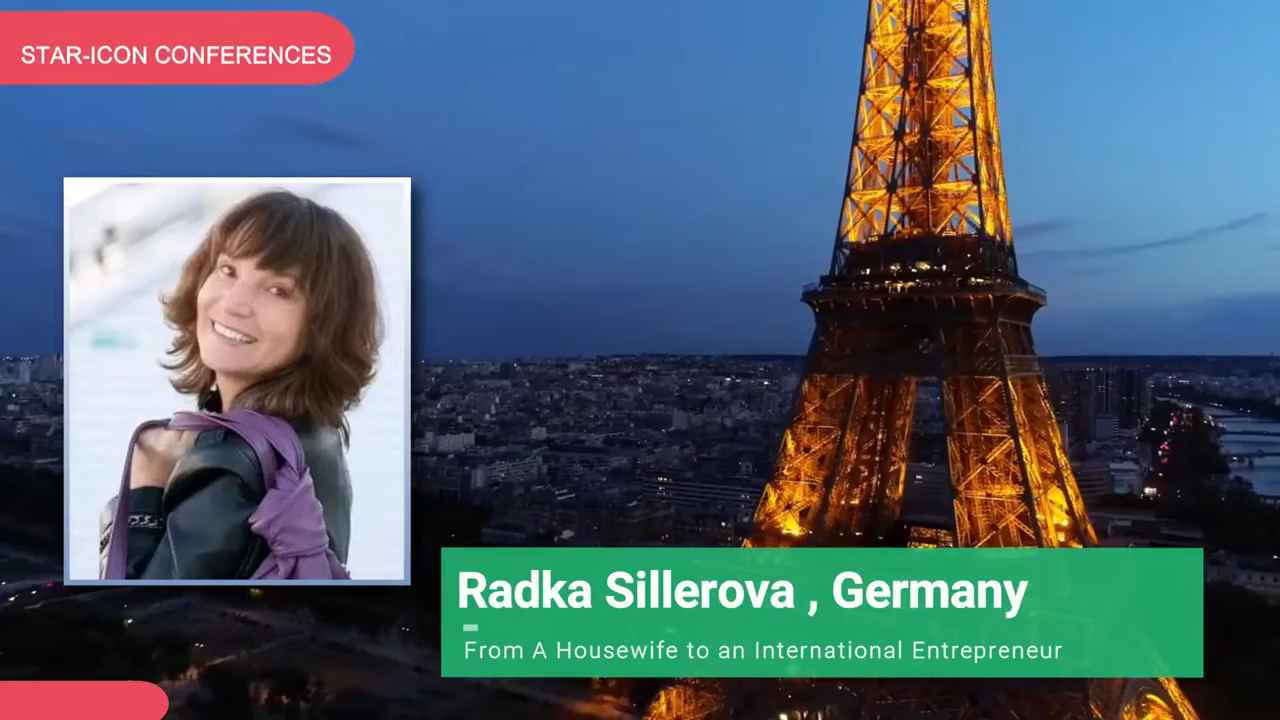 STAR-ICON CONFERENCES
Radka Sillerova , Germany
From A Housewife to an International Entrepreneur